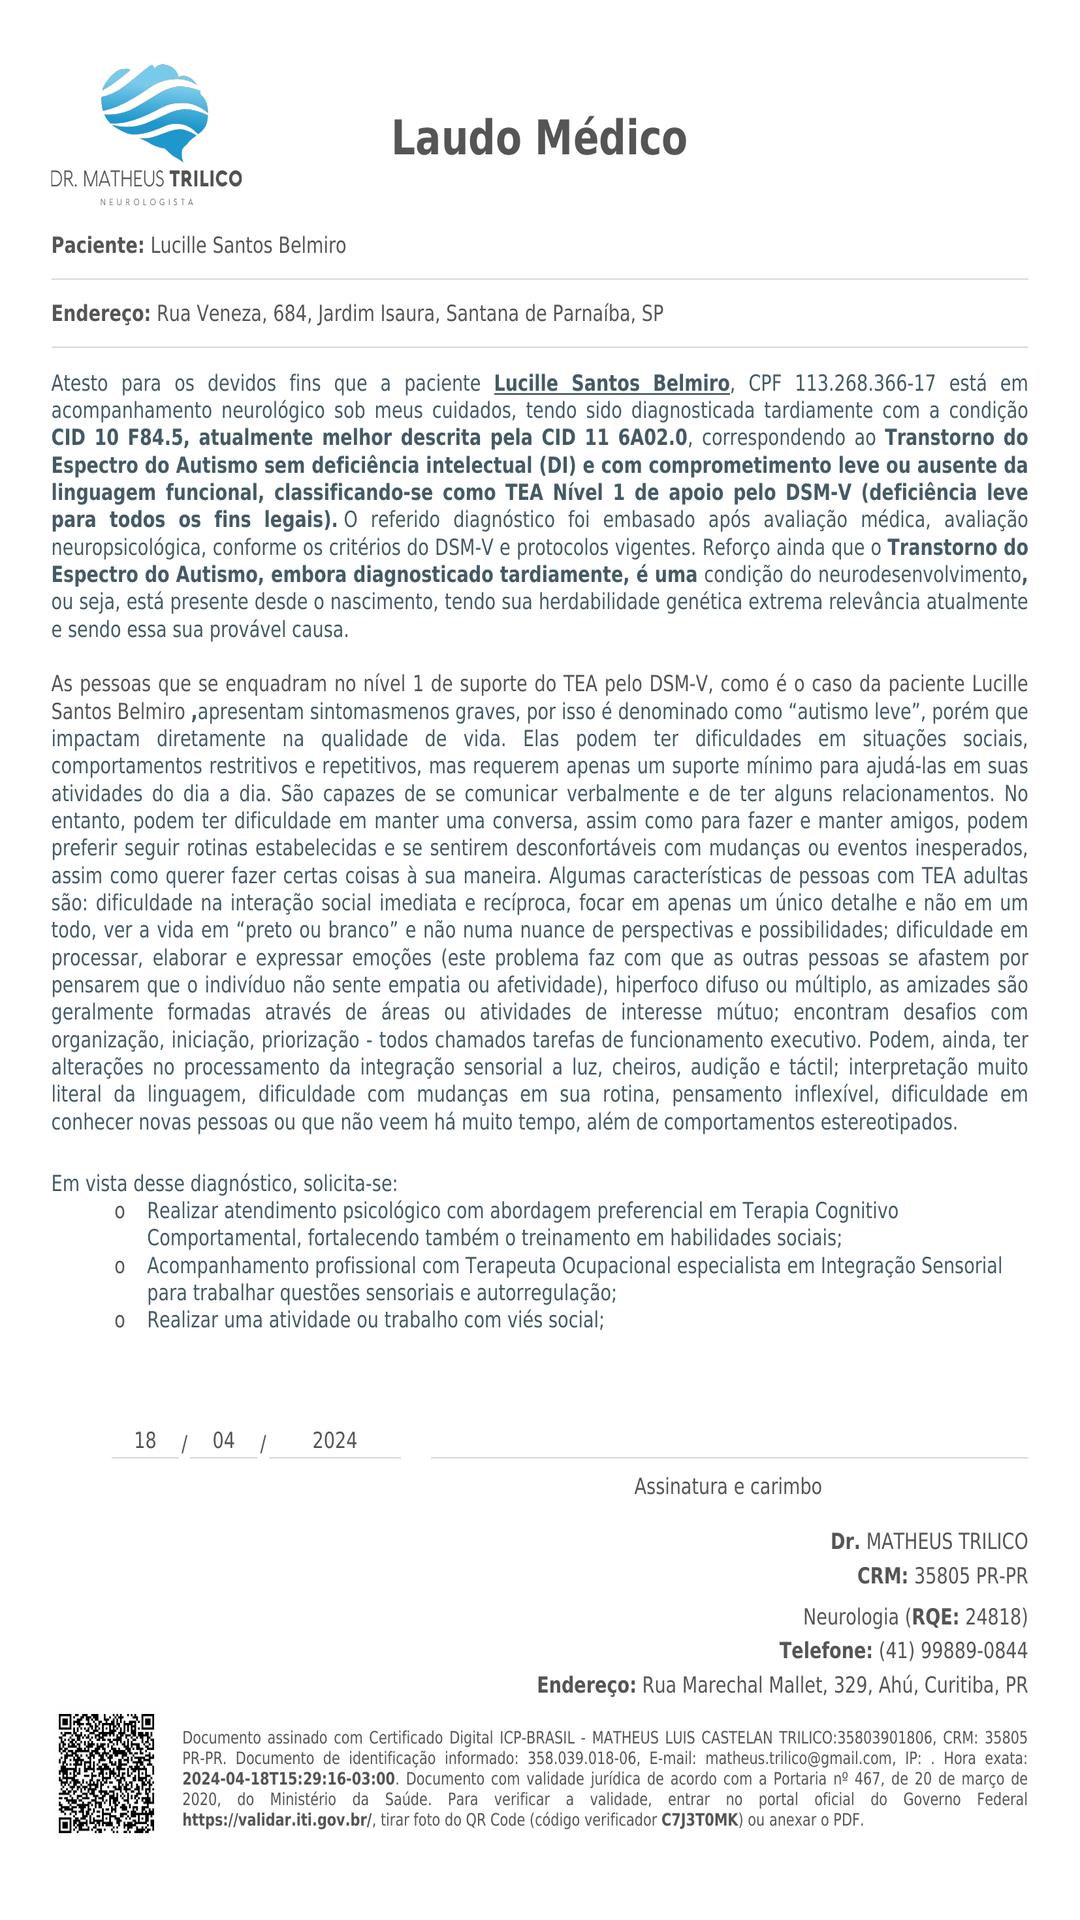 DR. MATHEUS TRILICO
NEUROLOGISTA
Laudo Médico
Paciente: Lucille Santos Belmiro
Endereço: Rua Veneza, 684, Jardim Isaura, Santana de Parnaíba, SP
Atesto para os devidos fins que a paciente Lucille Santos Belmiro, CPF 113.268.366-17 está em
acompanhamento neurológico sob meus cuidados, tendo sido diagnosticada tardiamente com a condição
CID 10 F84.5, atualmente melhor descrita pela CID 11 6A02.0, correspondendo ao Transtorno do
Espectro do Autismo sem deficiência intelectual (DI) e com comprometimento leve ou ausente da
linguagem funcional, classificando-se como TEA Nível 1 de apoio pelo DSM-V (deficiência leve
para todos os fins legais). O referido diagnóstico foi embasado após avaliação médica, avaliação
neuropsicológica, conforme os critérios do DSM-V e protocolos vigentes. Reforço ainda que o Transtorno do
Espectro do Autismo, embora diagnosticado tardiamente, é uma condição do neurodesenvolvimento,
ou seja, está presente desde o nascimento, tendo sua herdabilidade genética extrema relevância atualmente
e sendo essa sua provável causa.
As pessoas que se enquadram no nível 1 de suporte do TEA pelo DSM-V, como é o caso da paciente Lucille
Santos Belmiro ,apresentam sintomasmenos graves, por isso é denominado como “autismo leve”, porém que
impactam diretamente na qualidade de vida. Elas podem ter dificuldades em situações sociais,
comportamentos restritivos e repetitivos, mas requerem apenas um suporte mínimo para ajudá-las em suas
atividades do dia a dia. São capazes de se comunicar verbalmente e de ter alguns relacionamentos. No
entanto, podem ter dificuldade em manter uma conversa, assim como para fazer e manter amigos, podem
preferir seguir rotinas estabelecidas e se sentirem desconfortáveis com mudanças ou eventos inesperados,
assim como querer fazer certas coisas à sua maneira. Algumas características de pessoas com TEA adultas
são: dificuldade na interação social imediata e recíproca, focar em apenas um único detalhe e não em um
todo, ver a vida em “preto ou branco” e não numa nuance de perspectivas e possibilidades; dificuldade em
processar, elaborar e expressar emoções (este problema faz com que as outras pessoas se afastem por
pensarem que o indivíduo não sente empatia ou afetividade), hiperfoco difuso ou múltiplo, as amizades são
geralmente formadas através de áreas ou atividades de interesse mútuo; encontram desafios com
organização, iniciação, priorização - todos chamados tarefas de funcionamento executivo. Podem, ainda, ter
alterações no processamento da integração sensorial a luz, cheiros, audição e táctil; interpretação muito
literal da linguagem, dificuldade com mudanças em sua rotina, pensamento inflexível, dificuldade em
conhecer novas pessoas ou que não veem há muito tempo, além de comportamentos estereotipados.
Em vista desse diagnóstico, solicita-se:
o Realizar atendimento psicológico com abordagem preferencial em Terapia Cognitivo
Comportamental, fortalecendo também o treinamento em habilidades sociais;
o Acompanhamento profissional com Terapeuta Ocupacional especialista em Integração Sensorial
para trabalhar questões sensoriais e autorregulação;
o Realizar uma atividade ou trabalho com viés social;
18 / 04 / 2024
Assinatura e carimbo
Dr. MATHEUS TRILICO
CRM: 35805 PR-PR
Neurologia (RQE: 24818)
Telefone: (41) 99889-0844
Endereço: Rua Marechal Mallet, 329, Ahú, Curitiba, PR
Documento assinado com Certificado Digital ICP-BRASIL - MATHEUS LUIS CASTELAN TRILICO:35803901806, CRM: 35805
PR-PR. Documento de identificação informado: 358.039.018-06, E-mail: matheus.trilico@gmail.com, IP: . Hora exata:
2024-04-18T15:29:16-03:00. Documento com validade jurídica de acordo com a Portaria nº 467, de 20 de março de
2020, do Ministério da Saúde. Para verificar a validade, entrar no portal oficial do Governo Federal
https://validar.iti.gov.br/, tirar foto do QR Code (código verificador C7J3T0MK) ou anexar o PDF.